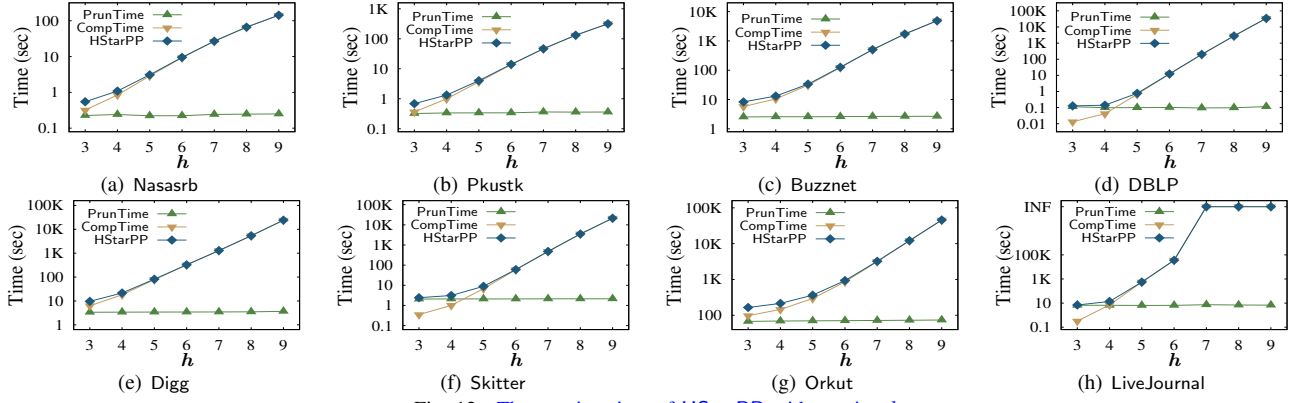 PrunTime
CompTime
HStarPP
Time (sec)
100
10
1
0.1
3 4 5 6 7 8 9
h
(a) Nasasrb
PrunTime
CompTime
HStarPP
Time (sec)
1K
100
10
1
0.1
3 4 5 6 7 8 9
h
(b) Pkustk
PrunTime
CompTime
HStarPP
Time (sec)
10K
1K
100
10
1
3 4 5 6 7 8 9
h
(c) Buzznet
PrunTime
CompTime
HStarPP
Time (sec)
100K
10K
1K
100
10
1
0.1
0.01
3 4 5 6 7 8 9
h
(d) DBLP
PrunTime
CompTime
HStarPP
Time (sec)
100K
10K
1K
100
10
1
3 4 5 6 7 8 9
h
(e) Digg
PrunTime
CompTime
HStarPP
Time (sec)
100K
10K
1K
100
10
1
0.1
3 4 5 6 7 8 9
h
(f) Skitter
PrunTime
CompTime
HStarPP
Time (sec)
100K
10K
1K
100
3 4 5 6 7 8 9
h
(g) Orkut
PrunTime
CompTime
HStarPP
Time (sec)
INF
100K
1K
10
0.1
3 4 5 6 7 8 9
h
(h) LiveJournal